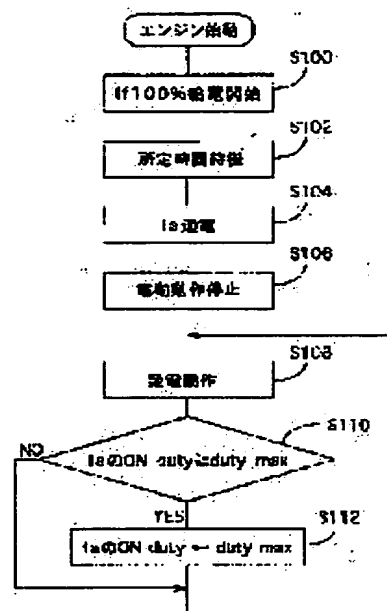 エンジン始動
S100
If100%給電開始
S102
所定時間待機
S104
Ia通電
S106
電動動作停止
S108
発電動作
S110
IaのON duty≧duty max
NO
YES
S112
IaのON duty ← duty max